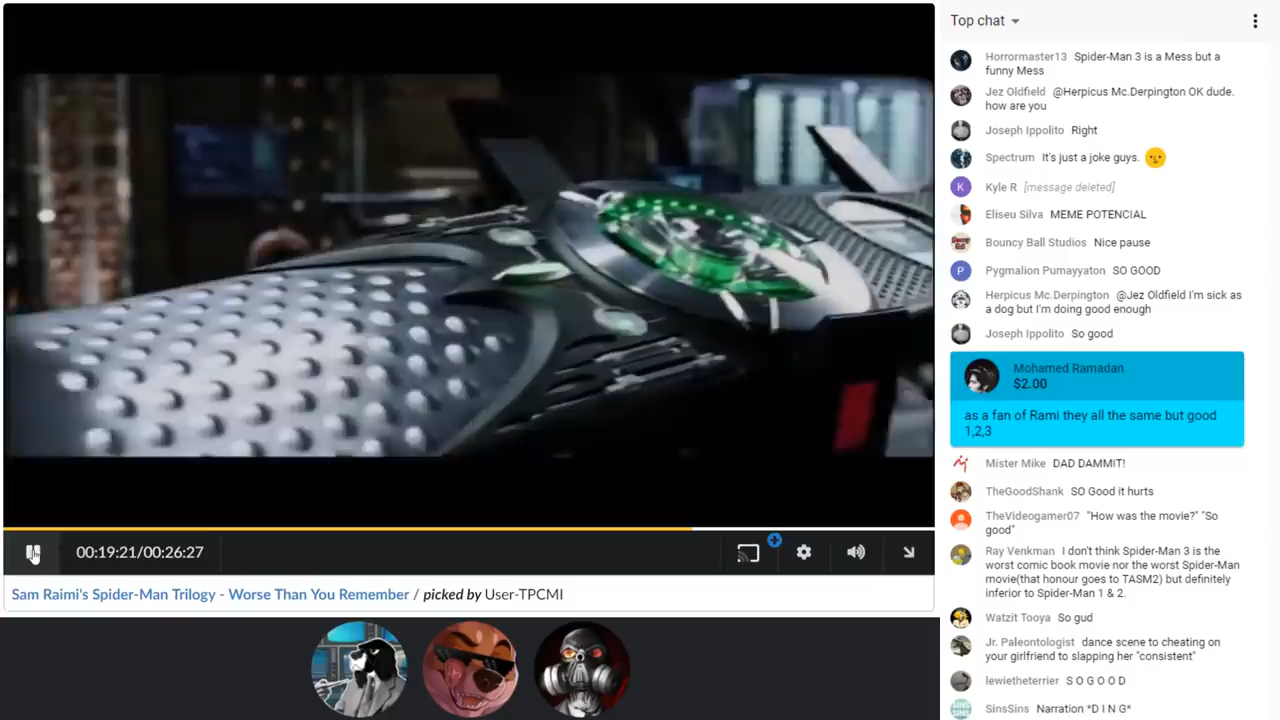 Top chat
Horrormaster13 Spider-Man 3 is a Mess but a
funny Mess
Jez Oldfield @Herpicus Mc.Derpington OK dude.
how are you
Joseph Ippolito Right
Spectrum It's just a joke guys.
K
Kyle R [message deleted]
Eliseu Silva MEME POTENCIAL
Bouncy Ball Studios Nice pause
P
Pygmalion Pumayyaton SO GOOD
Herpicus Mc.Derpington @Jez Oldfield I'm sick as
a dog but I'm doing good enough
Joseph Ippolito So good
Mohamed Ramadan
$2.00
as a fan of Rami they all the same but good
1,2,3
Mister Mike DAD DAMMIT!
TheGoodShank SO Good it hurts
TheVideogamer07 "How was the movie?" "So
good"
Ray Venkman I don't think Spider-Man 3 is the
worst comic book movie nor the worst Spider-Man
movie(that honour goes to TASM2) but definitely
inferior to Spider-Man 1 & 2.
Watzit Tooya So gud
Jr. Paleontologist dance scene to cheating on
your girlfriend to slapping her "consistent"
lewietheterrier S O G O O D
SinsSins Narration *D I N G*
00:19:21/00:26:27
Sam Raimi's Spider-Man Trilogy - Worse Than You Remember / picked by User-TPCMI